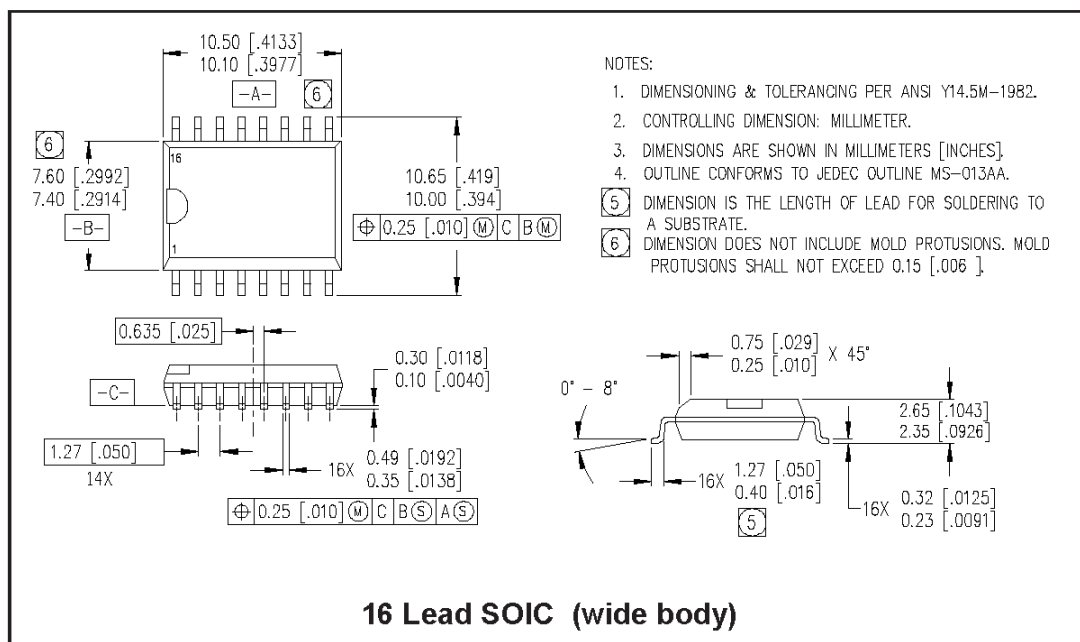 10.50 [.4133]
10.10 [.3977]
-A-
6
6
16
7.60 [.2992]
7.40 [.2914]
-B-
1
10.65 [.419]
10.00 [.394]
⌖ 0.25 [.010] Ⓜ C B Ⓜ
NOTES:
1. DIMENSIONING & TOLERANCING PER ANSI Y14.5M-1982.
2. CONTROLLING DIMENSION: MILLIMETER.
3. DIMENSIONS ARE SHOWN IN MILLIMETERS [INCHES].
4. OUTLINE CONFORMS TO JEDEC OUTLINE MS-013AA.
5 DIMENSION IS THE LENGTH OF LEAD FOR SOLDERING TO
A SUBSTRATE.
6 DIMENSION DOES NOT INCLUDE MOLD PROTUSIONS. MOLD
PROTUSIONS SHALL NOT EXCEED 0.15 [.006 ].
0.635 [.025]
-C-
0.30 [.0118]
0.10 [.0040]
1.27 [.050]
14X
16X 0.49 [.0192]
0.35 [.0138]
⌖ 0.25 [.010] Ⓜ C B Ⓢ A Ⓢ
0.75 [.029]
0.25 [.010] X 45°
0° - 8°
2.65 [.1043]
2.35 [.0926]
16X 1.27 [.050]
0.40 [.016]
5
16X 0.32 [.0125]
0.23 [.0091]
16 Lead SOIC (wide body)